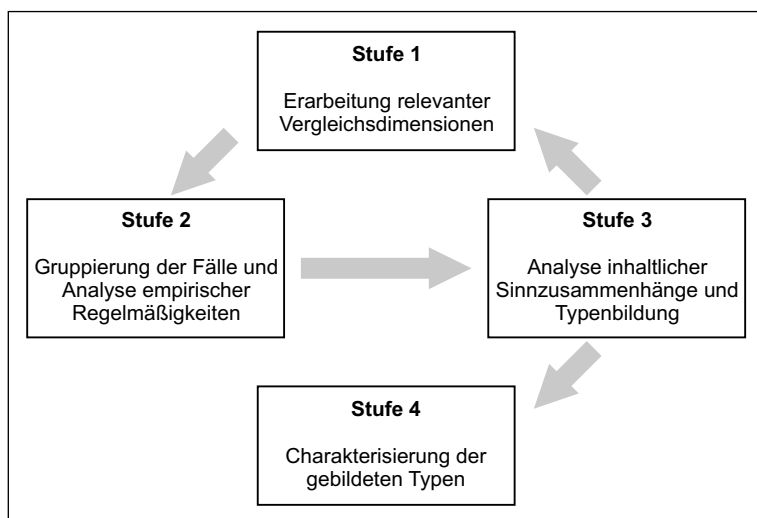 Stufe 1
Erarbeitung relevanter
Vergleichsdimensionen
Stufe 2
Gruppierung der Fälle und
Analyse empirischer
Regelmäßigkeiten
Stufe 3
Analyse inhaltlicher
Sinnzusammenhänge und
Typenbildung
Stufe 4
Charakterisierung der
gebildeten Typen